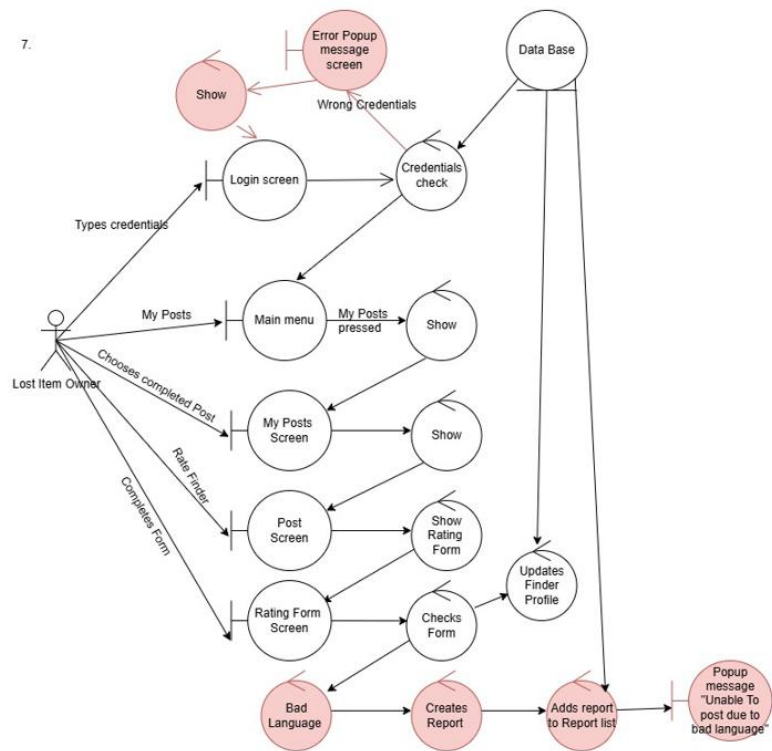 7.
Error Popup
message
screen
Data Base
Show
Wrong Credentials
Login screen
Credentials
check
Types credentials
My Posts
Main menu
My Posts
pressed
Show
Lost Item Owner
Chooses completed Post
My Posts
Screen
Show
Rate Finder
Post
Screen
Show
Rating
Form
Completes Form
Updates
Finder
Profile
Rating Form
Screen
Checks
Form
Bad
Language
Creates
Report
Adds report
to Report list
Popup
message
"Unable To
post due to
bad language"